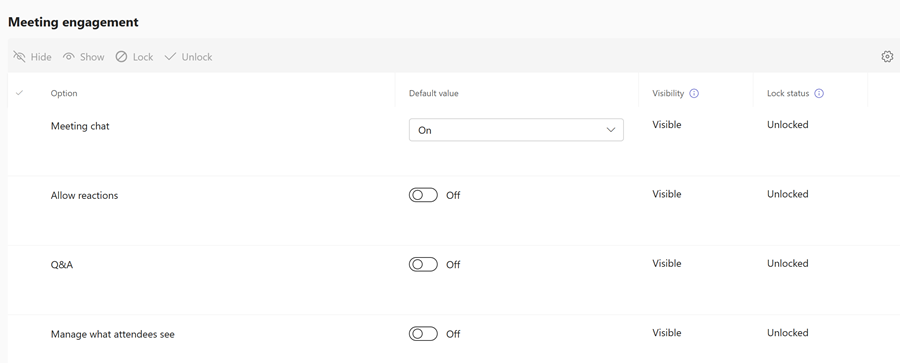 Meeting engagement
Hide Show Lock Unlock
Option Default value Visibility Lock status
Meeting chat On Visible Unlocked
Allow reactions Off Visible Unlocked
Q&A Off Visible Unlocked
Manage what attendees see Off Visible Unlocked